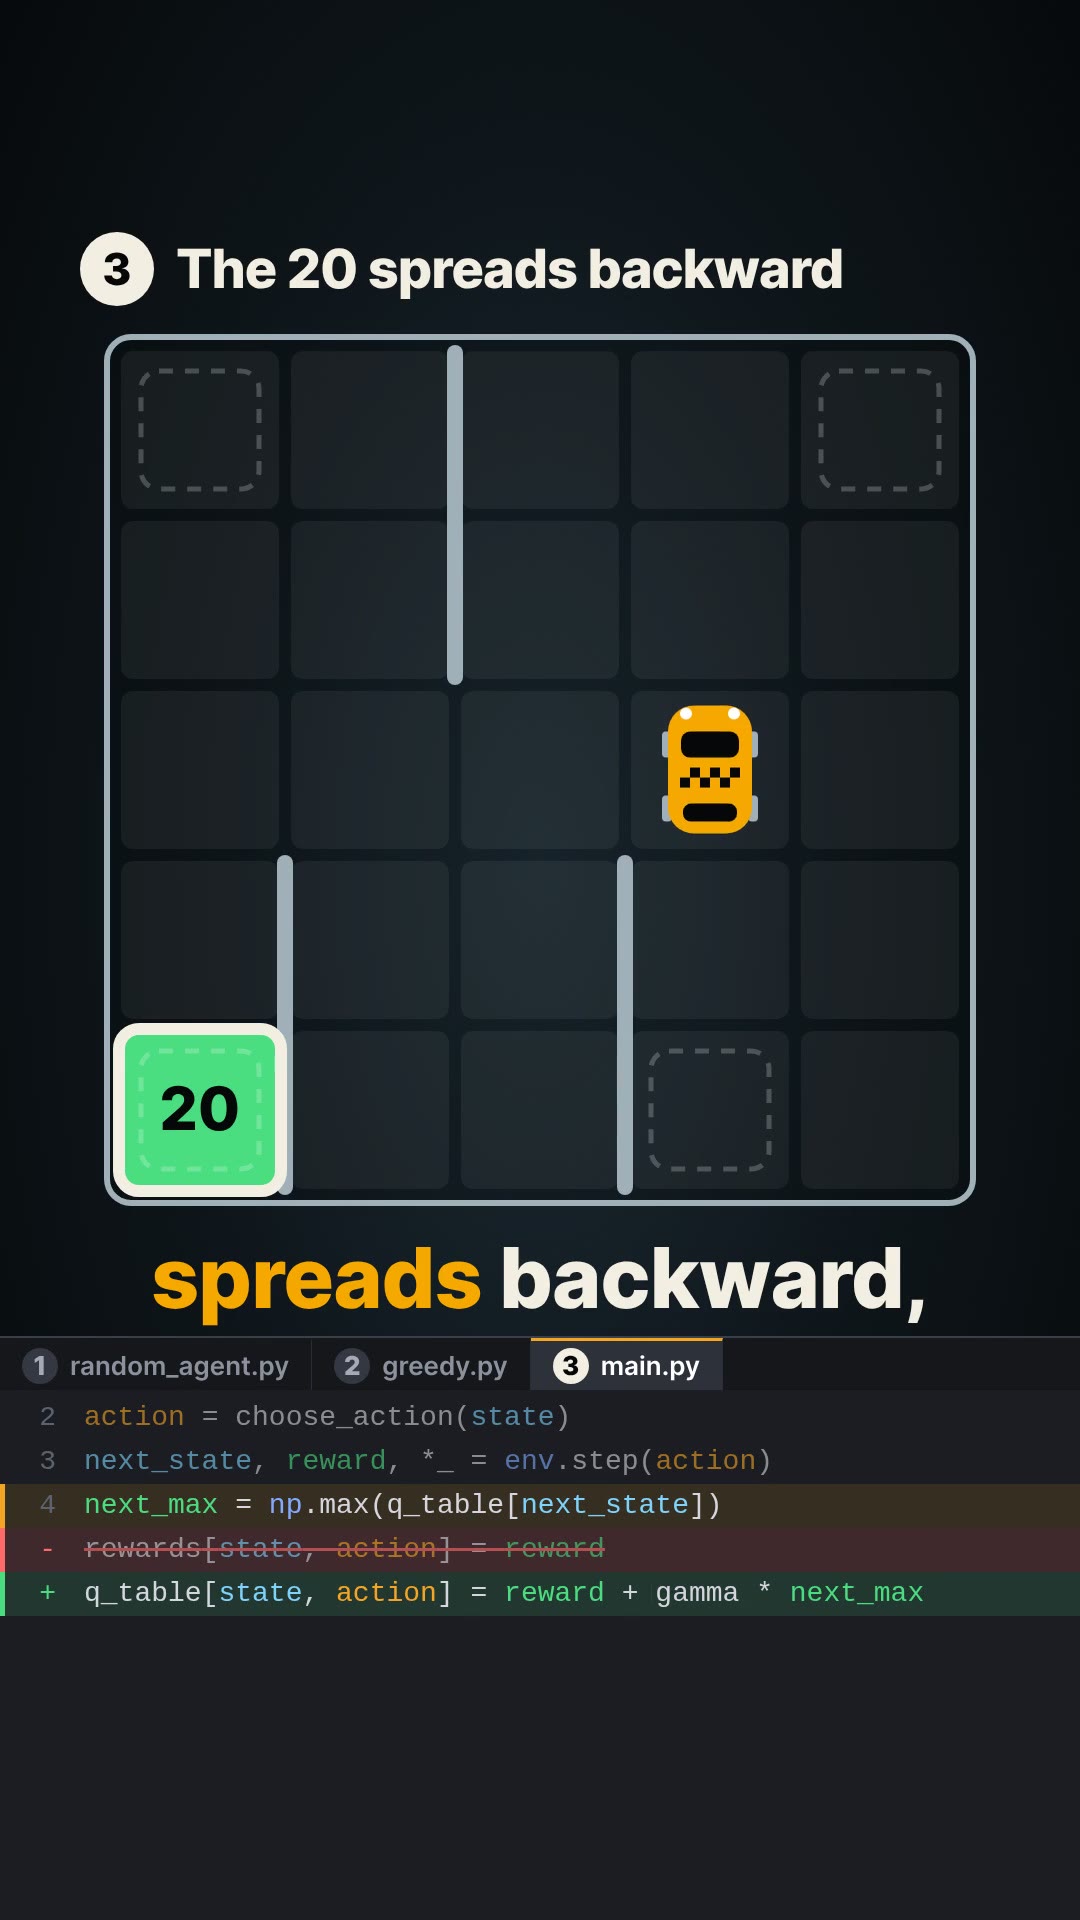 3 The 20 spreads backward
20
spreads backward,
1 random_agent.py 2 greedy.py 3 main.py
2 action = choose_action(state)
3 next_state, reward, *_ = env.step(action)
4 next_max = np.max(q_table[next_state])
- rewards[state, action] = reward
+ q_table[state, action] = reward + gamma * next_max